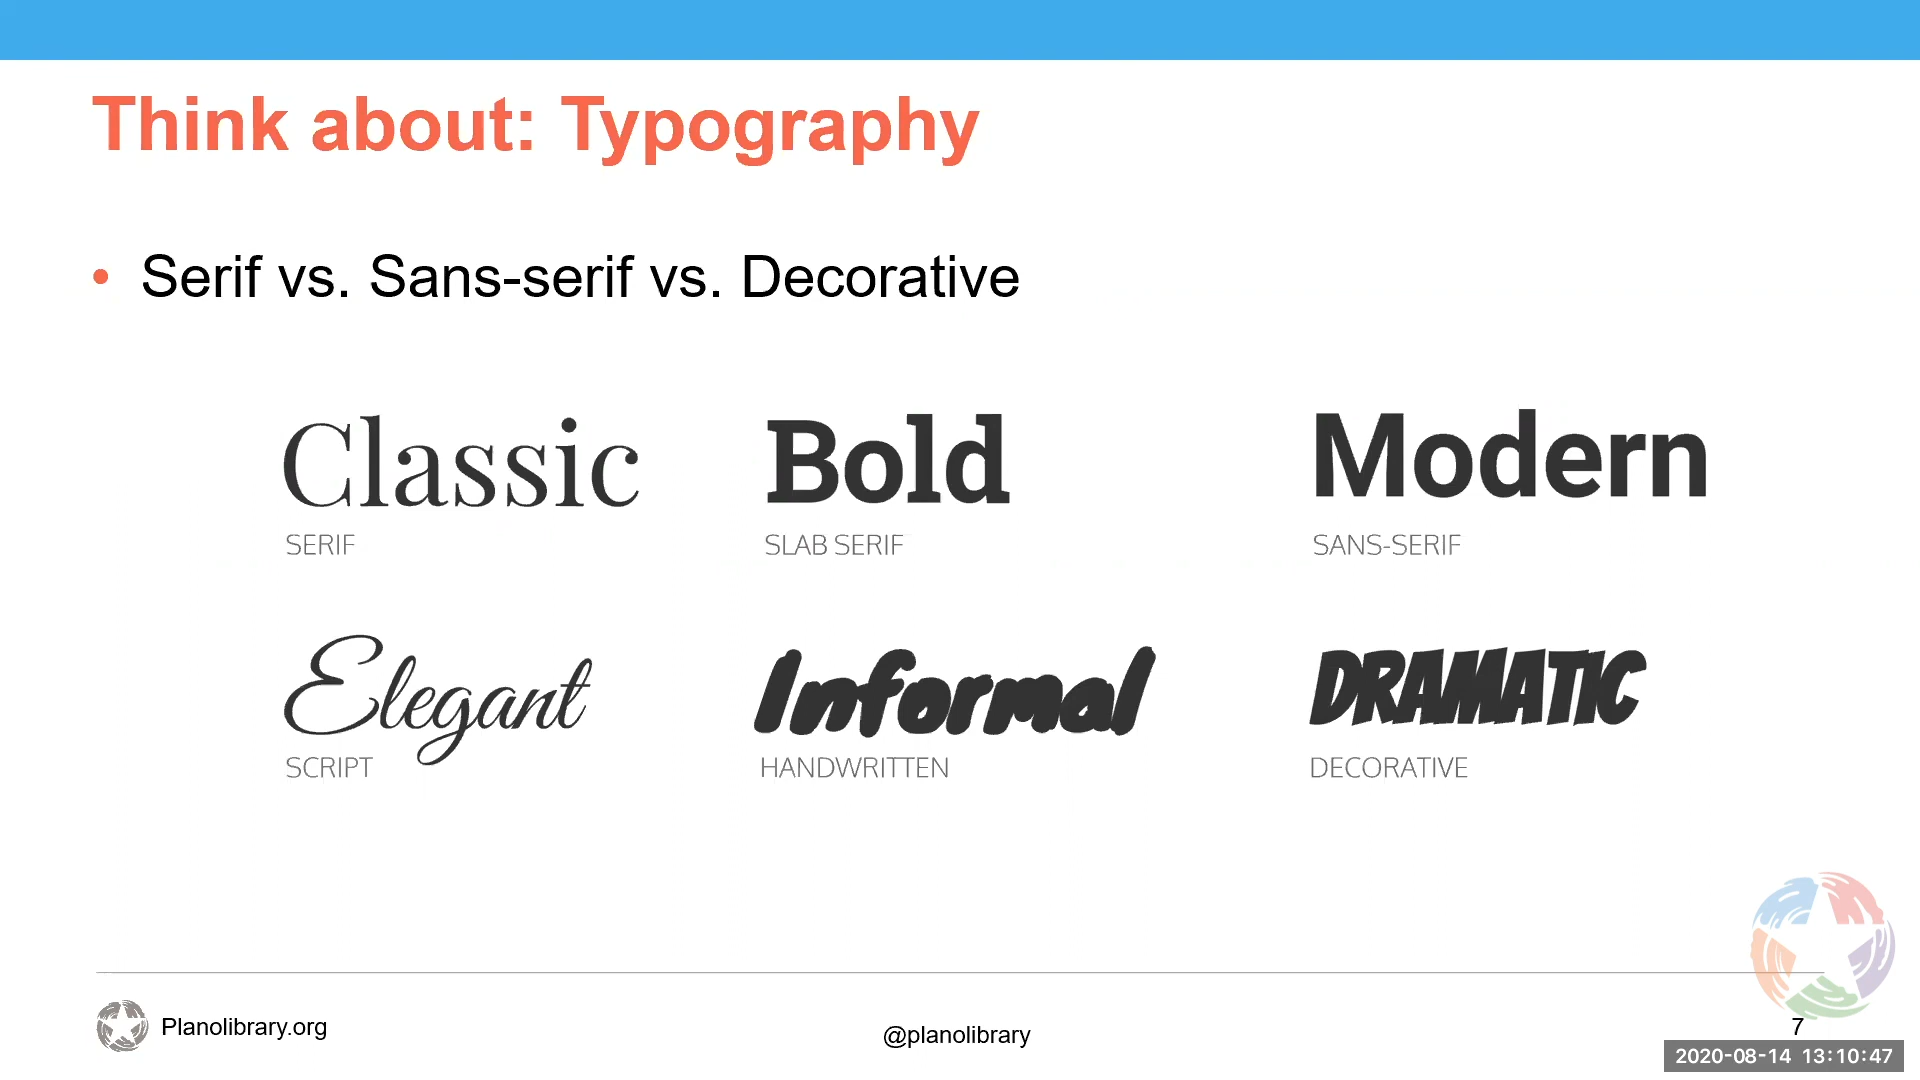 Think about: Typography
• Serif vs. Sans-serif vs. Decorative
Classic
SERIF
Bold
SLAB SERIF
Modern
SANS-SERIF
Elegant
SCRIPT
Informal
HANDWRITTEN
DRAMATIC
DECORATIVE
Planolibrary.org
@planolibrary
7
2020-08-14 13:10:47